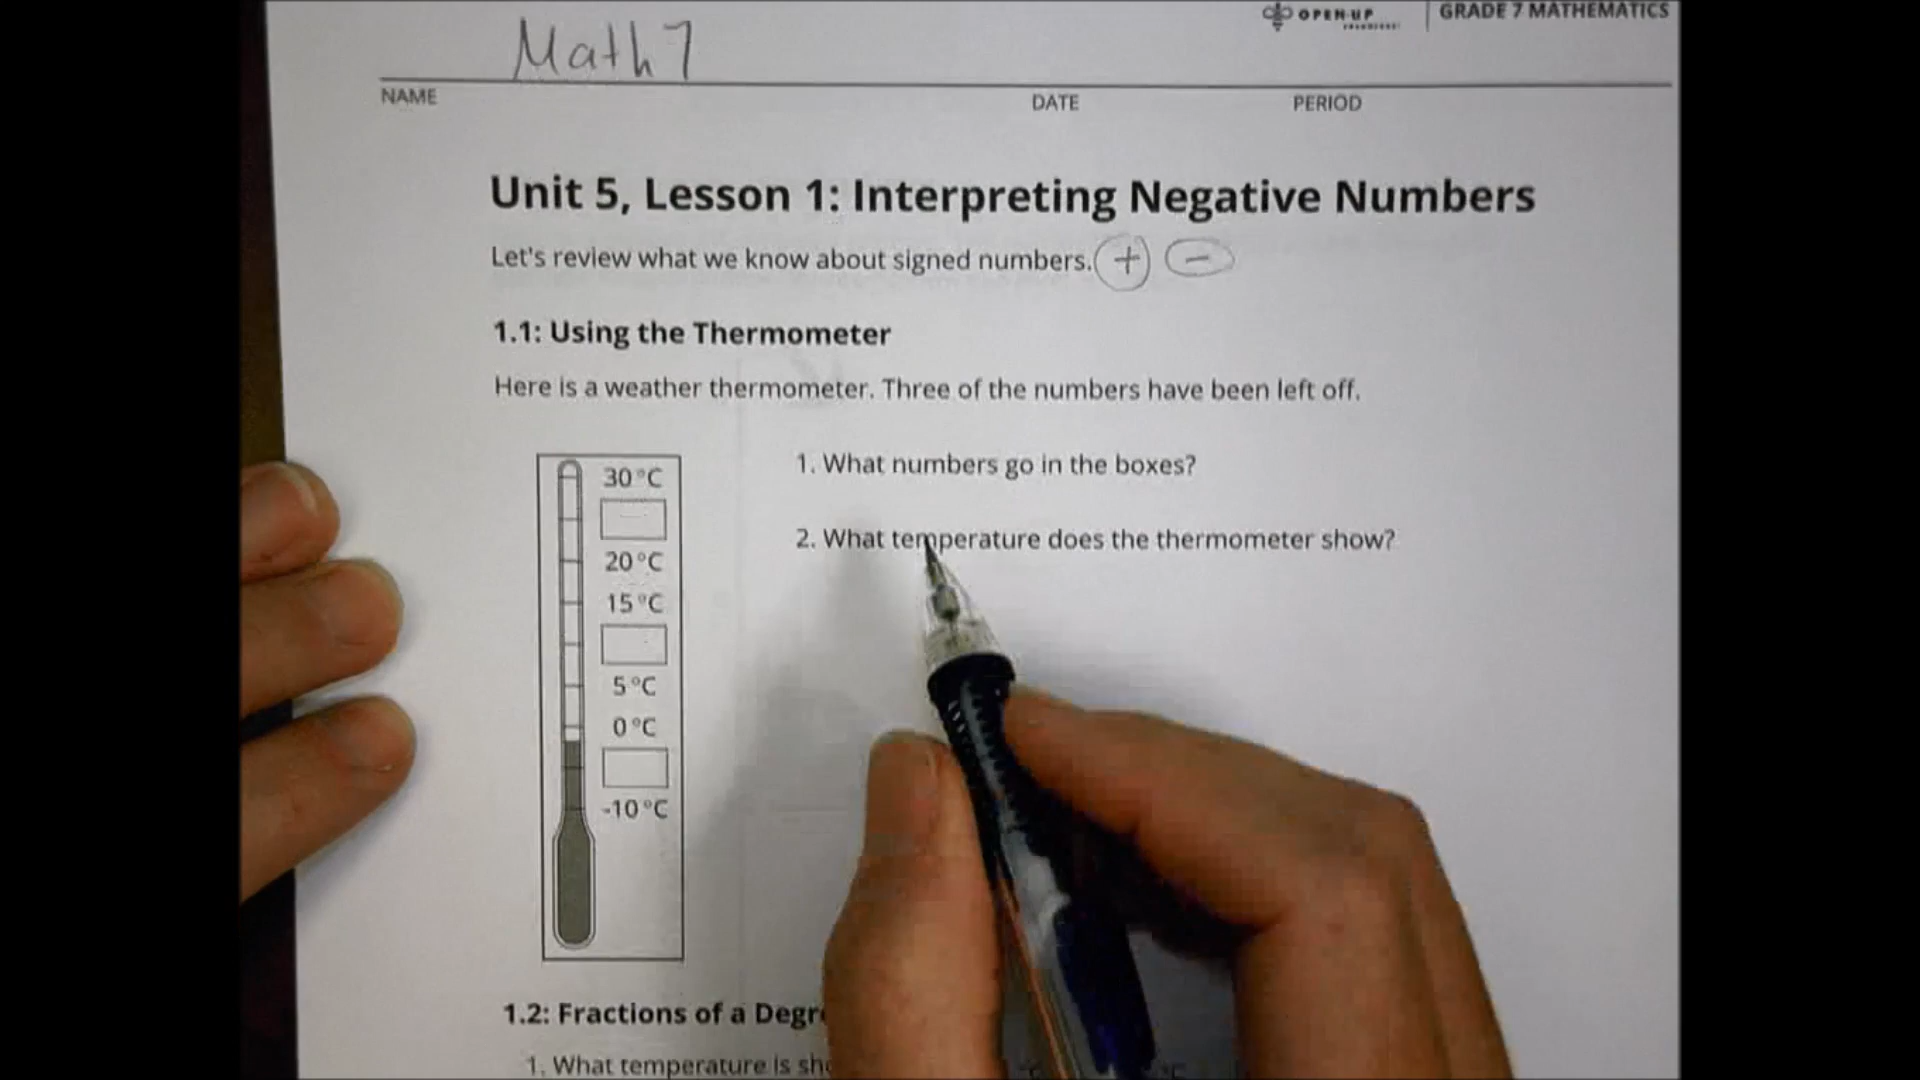 Math 7
OPEN UP
GRADE 7 MATHEMATICS
NAME
DATE
PERIOD
Unit 5, Lesson 1: Interpreting Negative Numbers
Let's review what we know about signed numbers. + -
1.1: Using the Thermometer
Here is a weather thermometer. Three of the numbers have been left off.
30 °C
20 °C
15 °C
5 °C
0 °C
-10 °C
1. What numbers go in the boxes?
2. What temperature does the thermometer show?
1.2: Fractions of a
1. What temperature is